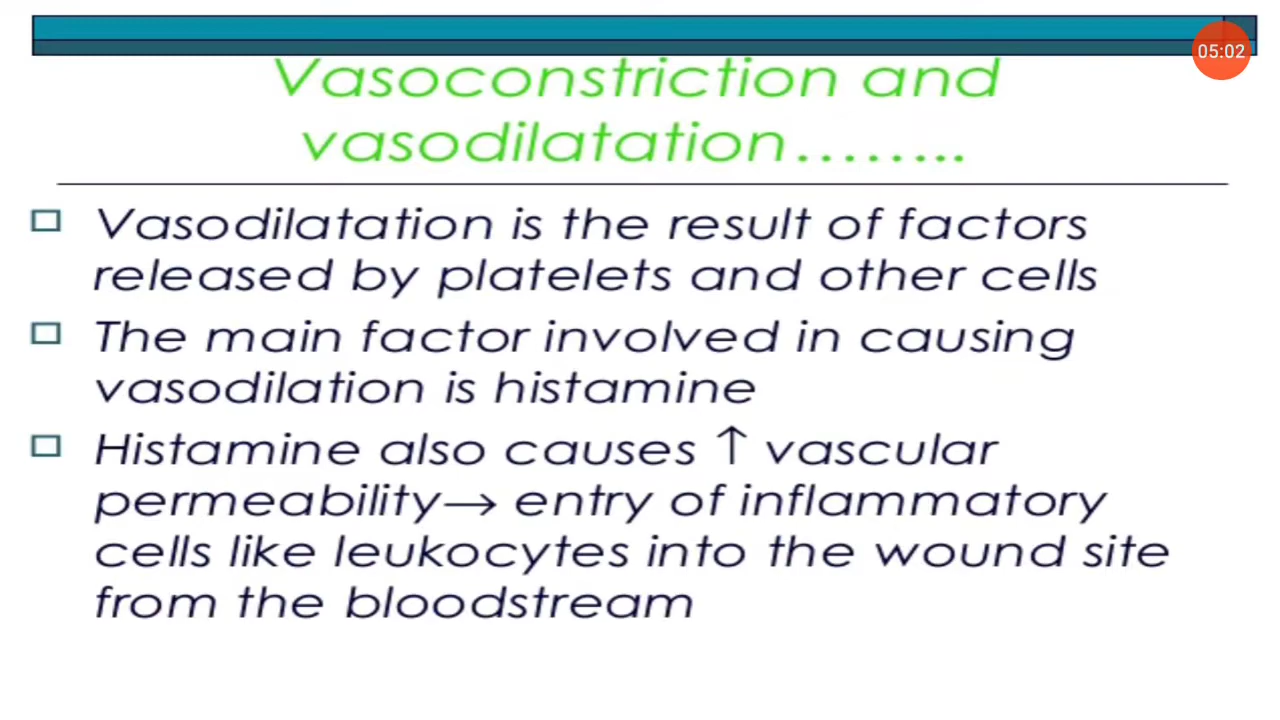 05:02
Vasoconstriction and
vasodilatation……..
Vasodilatation is the result of factors
released by platelets and other cells
The main factor involved in causing
vasodilation is histamine
Histamine also causes ↑ vascular
permeability→ entry of inflammatory
cells like leukocytes into the wound site
from the bloodstream